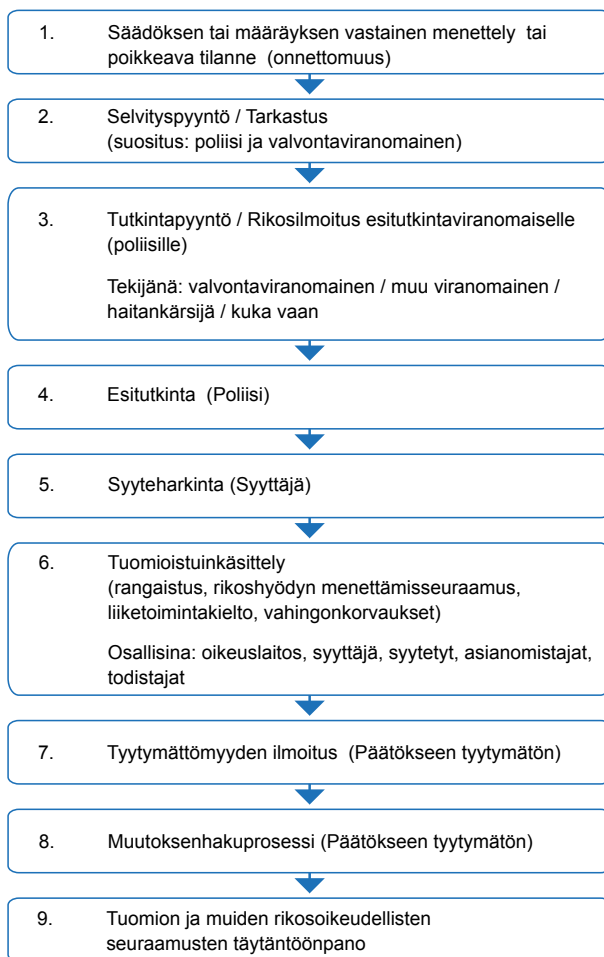 1. Säädöksen tai määräyksen vastainen menettely tai
poikkeava tilanne (onnettomuus)
2. Selvityspyyntö / Tarkastus
(suositus: poliisi ja valvontaviranomainen)
3. Tutkintapyyntö / Rikosilmoitus esitutkintaviranomaiselle
(poliisille)
Tekijänä: valvontaviranomainen / muu viranomainen /
haitankärsijä / kuka vaan
4. Esitutkinta (Poliisi)
5. Syyteharkinta (Syyttäjä)
6. Tuomioistuinkäsittely
(rangaistus, rikoshyödyn menettämisseuraamus,
liiketoimintakielto, vahingonkorvaukset)
Osallisina: oikeuslaitos, syyttäjä, syytetyt, asianomistajat,
todistajat
7. Tyytymättömyyden ilmoitus (Päätökseen tyytymätön)
8. Muutoksenhakuprosessi (Päätökseen tyytymätön)
9. Tuomion ja muiden rikosoikeudellisten
seuraamusten täytäntöönpano